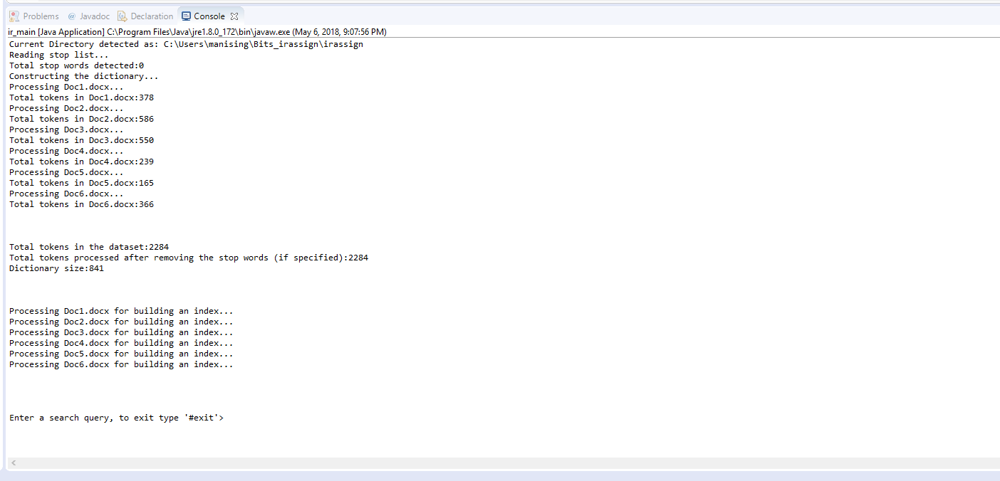 Problems @ Javadoc Declaration Console
ir_main [Java Application] C:\Program Files\Java\jre1.8.0_172\bin\javaw.exe (May 6, 2018, 9:07:56 PM)
Current Directory detected as: C:\Users\manising\Bits_irassign\irassign
Reading stop list...
Total stop words detected:0
Constructing the dictionary...
Processing Doc1.docx...
Total tokens in Doc1.docx:378
Processing Doc2.docx...
Total tokens in Doc2.docx:586
Processing Doc3.docx...
Total tokens in Doc3.docx:550
Processing Doc4.docx...
Total tokens in Doc4.docx:239
Processing Doc5.docx...
Total tokens in Doc5.docx:165
Processing Doc6.docx...
Total tokens in Doc6.docx:366
Total tokens in the dataset:2284
Total tokens processed after removing the stop words (if specified):2284
Dictionary size:841
Processing Doc1.docx for building an index...
Processing Doc2.docx for building an index...
Processing Doc3.docx for building an index...
Processing Doc4.docx for building an index...
Processing Doc5.docx for building an index...
Processing Doc6.docx for building an index...
Enter a search query, to exit type '#exit'>